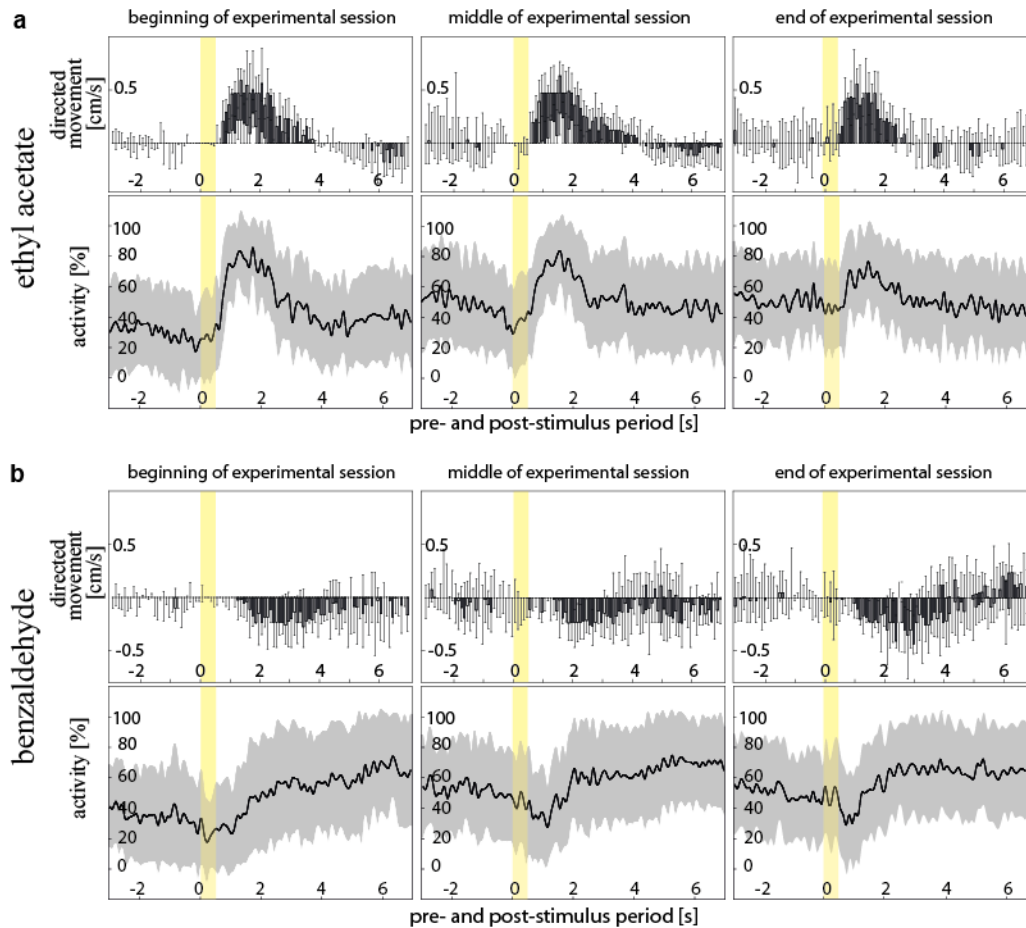 a
beginning of experimental session
middle of experimental session
end of experimental session
ethyl acetate
directed
movement
[cm/s]
0.5
-2 0 2 4 6
-2 0 2 4 6
-2 0 2 4 6
activity [%]
100
80
60
40
20
0
100
80
60
40
20
0
100
80
60
40
20
0
-2 0 2 4 6
-2 0 2 4 6
-2 0 2 4 6
0.5
0.5
pre- and post-stimulus period [s]
b
beginning of experimental session
middle of experimental session
end of experimental session
benzaldehyde
directed
movement
[cm/s]
0.5
-0.5
0.5
-0.5
0.5
-0.5
-2 0 2 4 6
-2 0 2 4 6
-2 0 2 4 6
activity [%]
100
80
60
40
20
0
100
80
60
40
20
0
100
80
60
40
20
0
-2 0 2 4 6
-2 0 2 4 6
-2 0 2 4 6
pre- and post-stimulus period [s]